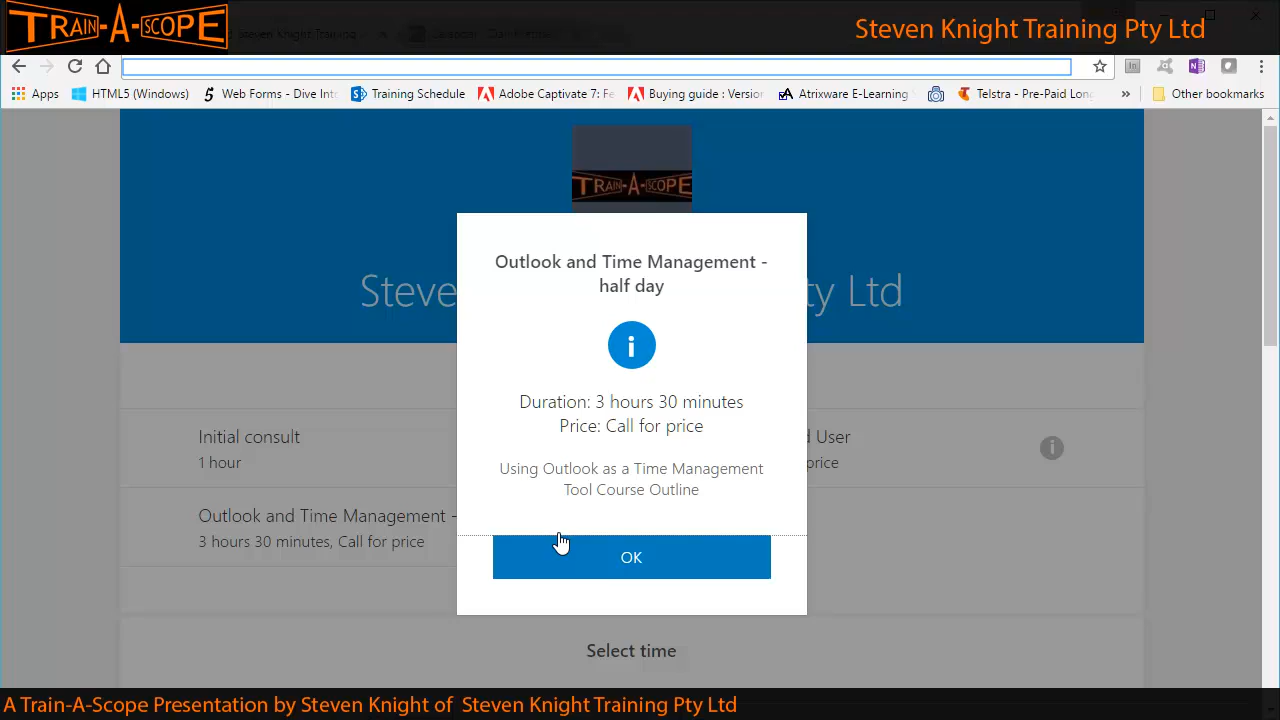 TRAIN-A-SCOPE
Steven Knight Training Pty Ltd
Apps
HTML5 (Windows)
Web Forms - Dive Into
Training Schedule
Adobe Captivate 7: Fe
Buying guide : Version
Atrixware E-Learning
Telstra - Pre-Paid Long
»
Other bookmarks
TRAIN-A-SCOPE
Steve
ty Ltd
Outlook and Time Management -
half day
i
Duration: 3 hours 30 minutes
Price: Call for price
Using Outlook as a Time Management
Tool Course Outline
OK
Initial consult
1 hour
d User
price
i
Outlook and Time Management -
3 hours 30 minutes, Call for price
Select time
A Train-A-Scope Presentation by Steven Knight of Steven Knight Training Pty Ltd